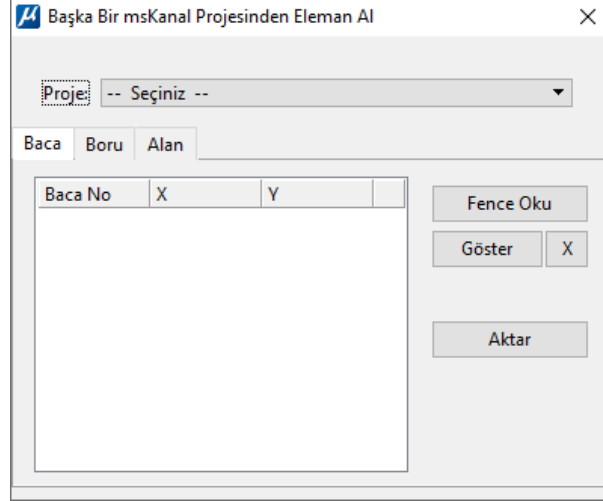 Başka Bir msKanal Projesinden Eleman Al
Proje: -- Seçiniz --
Baca Boru Alan
Baca No X Y
Fence Oku
Göster X
Aktar